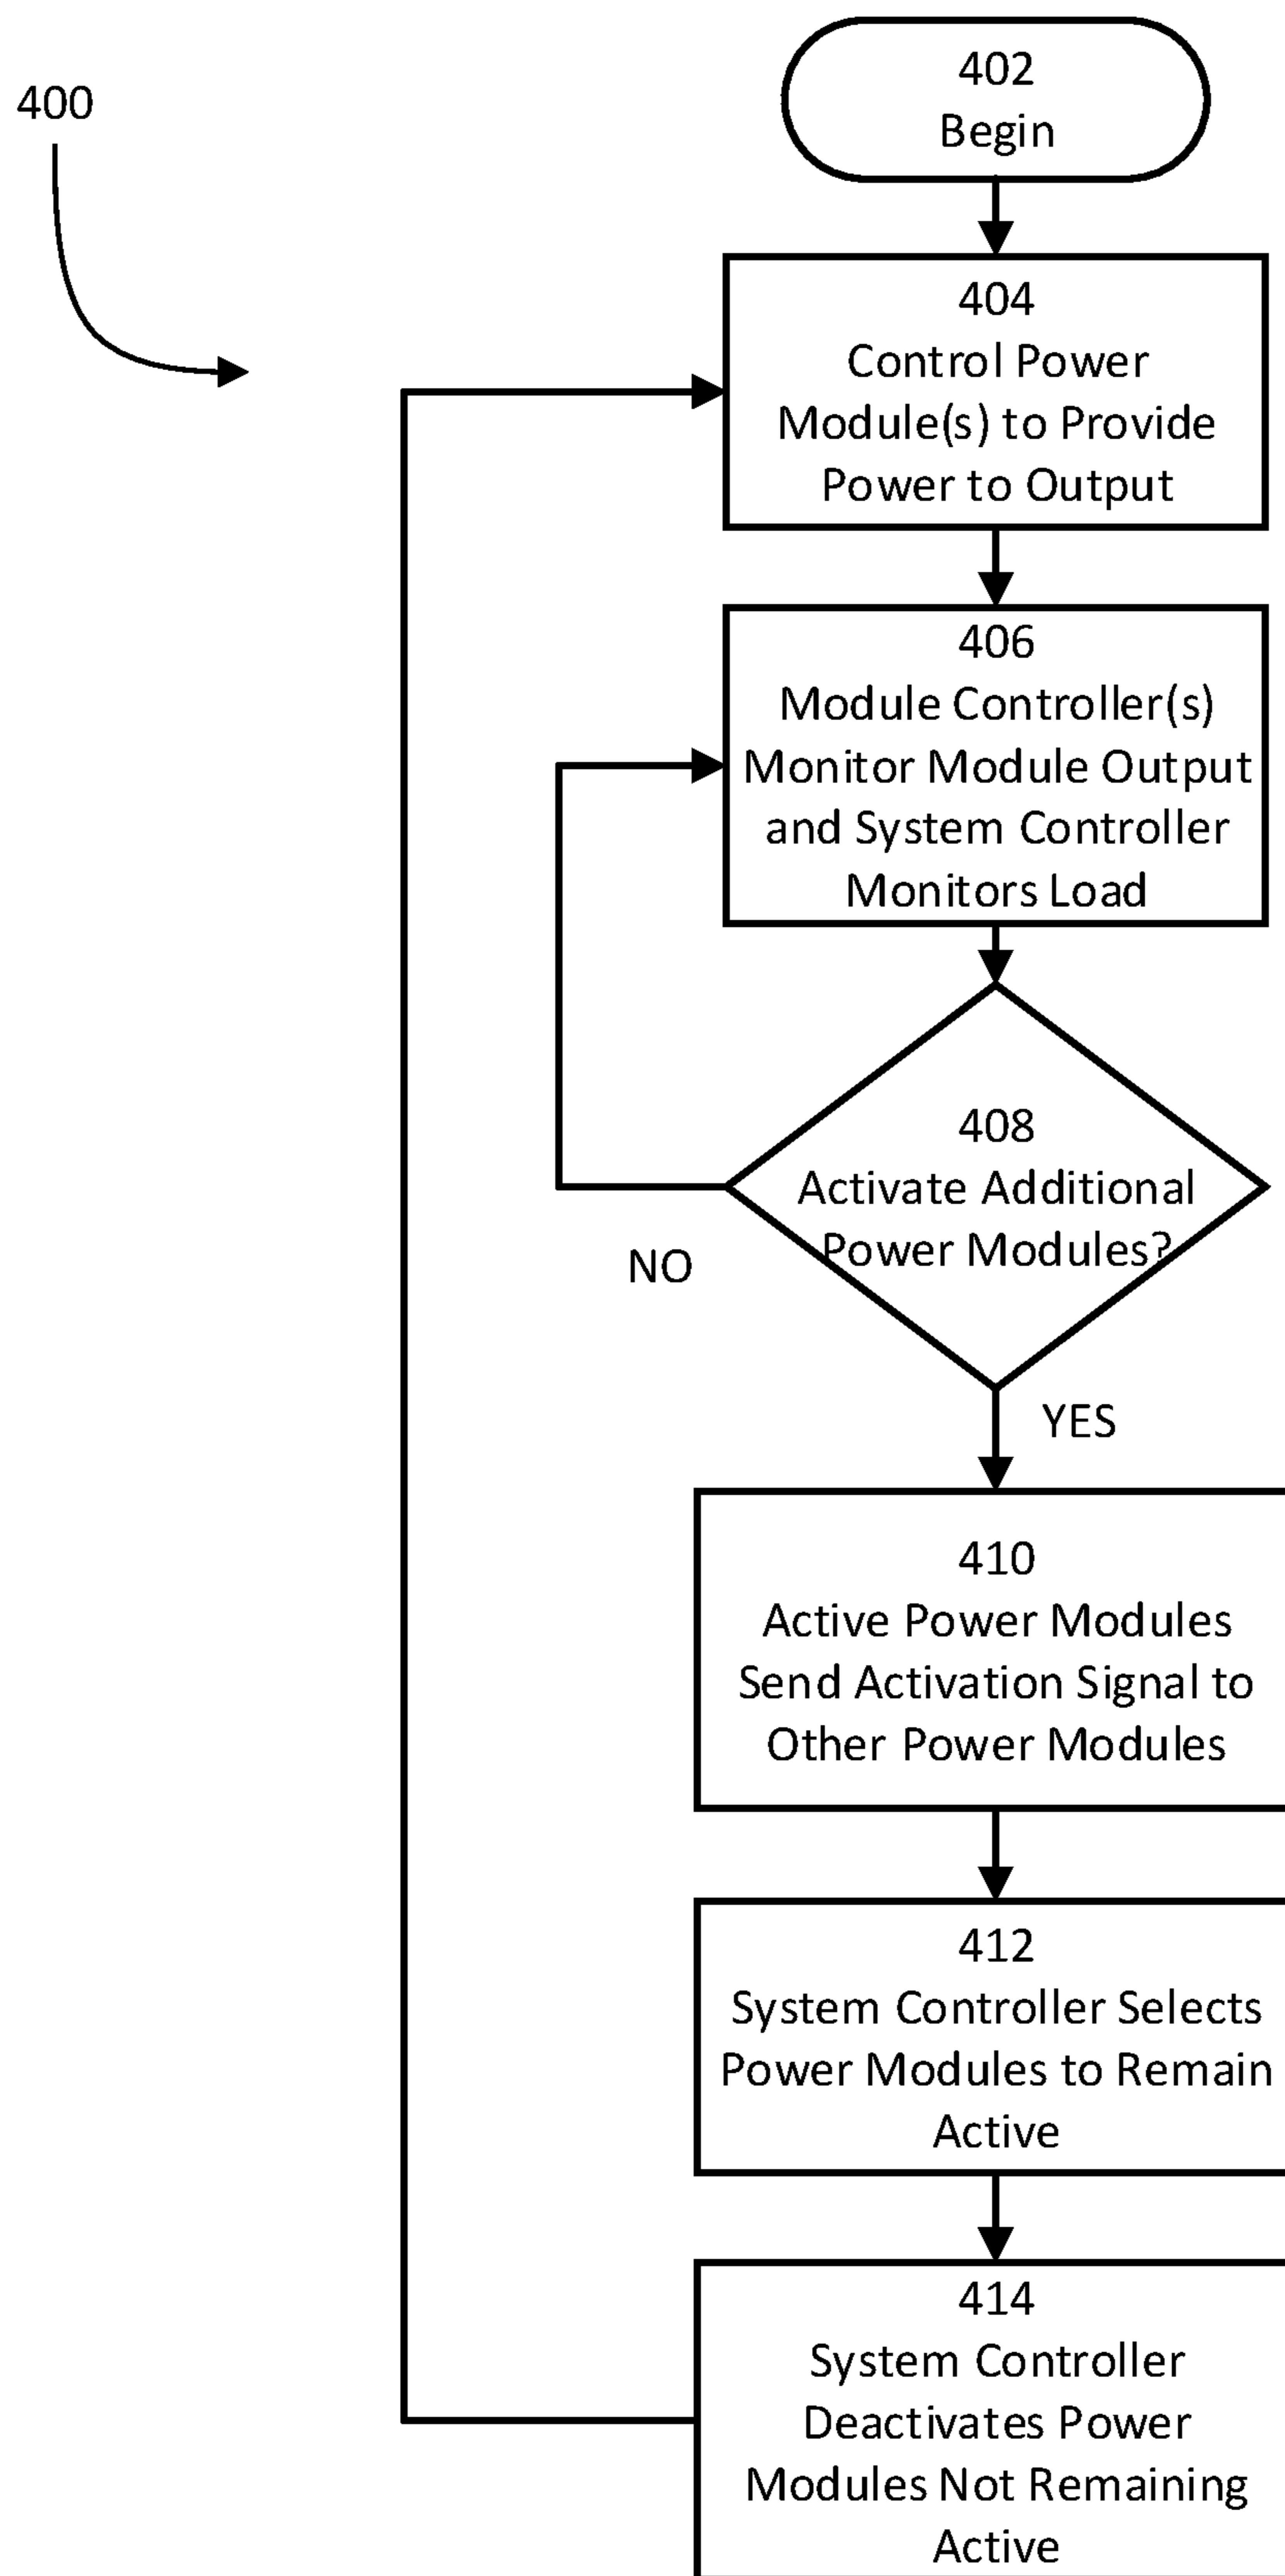 400
402
Begin
404
Control Power
Module(s) to Provide
Power to Output
406
Module Controller(s)
Monitor Module Output
and System Controller
Monitors Load
408
Activate Additional
Power Modules?
NO
YES
410
Active Power Modules
Send Activation Signal to
Other Power Modules
412
System Controller Selects
Power Modules to Remain
Active
414
System Controller
Deactivates Power
Modules Not Remaining
Active